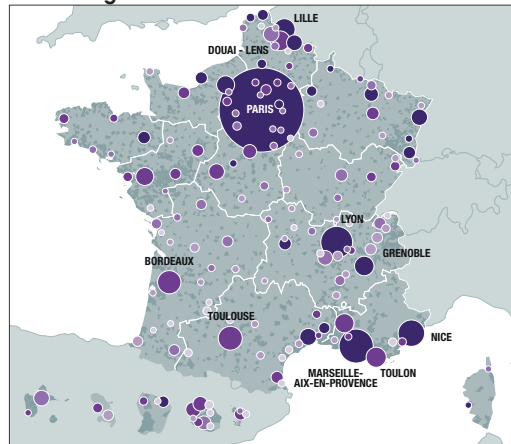 LILLE
DOUAI - LENS
PARIS
LYON
GRENOBLE
BORDEAUX
TOULOUSE
NICE
MARSEILLE-
AIX-EN-PROVENCE
TOULON